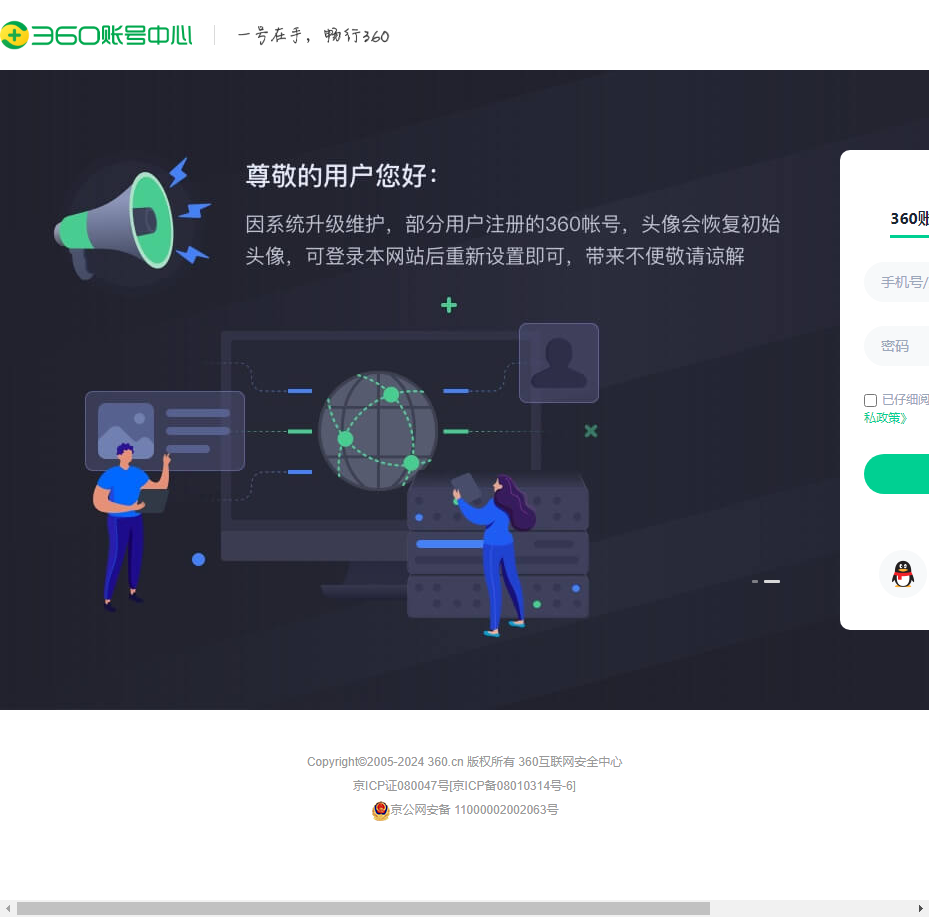 360账号中心
一号在手，畅行360
尊敬的用户您好：
因系统升级维护，部分用户注册的360帐号，头像会恢复初始
头像，可登录本网站后重新设置即可，带来不便敬请谅解
360账
手机号/
密码
已仔细阅
私政策》
Copyright©2005-2024 360.cn 版权所有 360互联网安全中心
京ICP证080047号[京ICP备08010314号-6]
京公网安备 11000002002063号